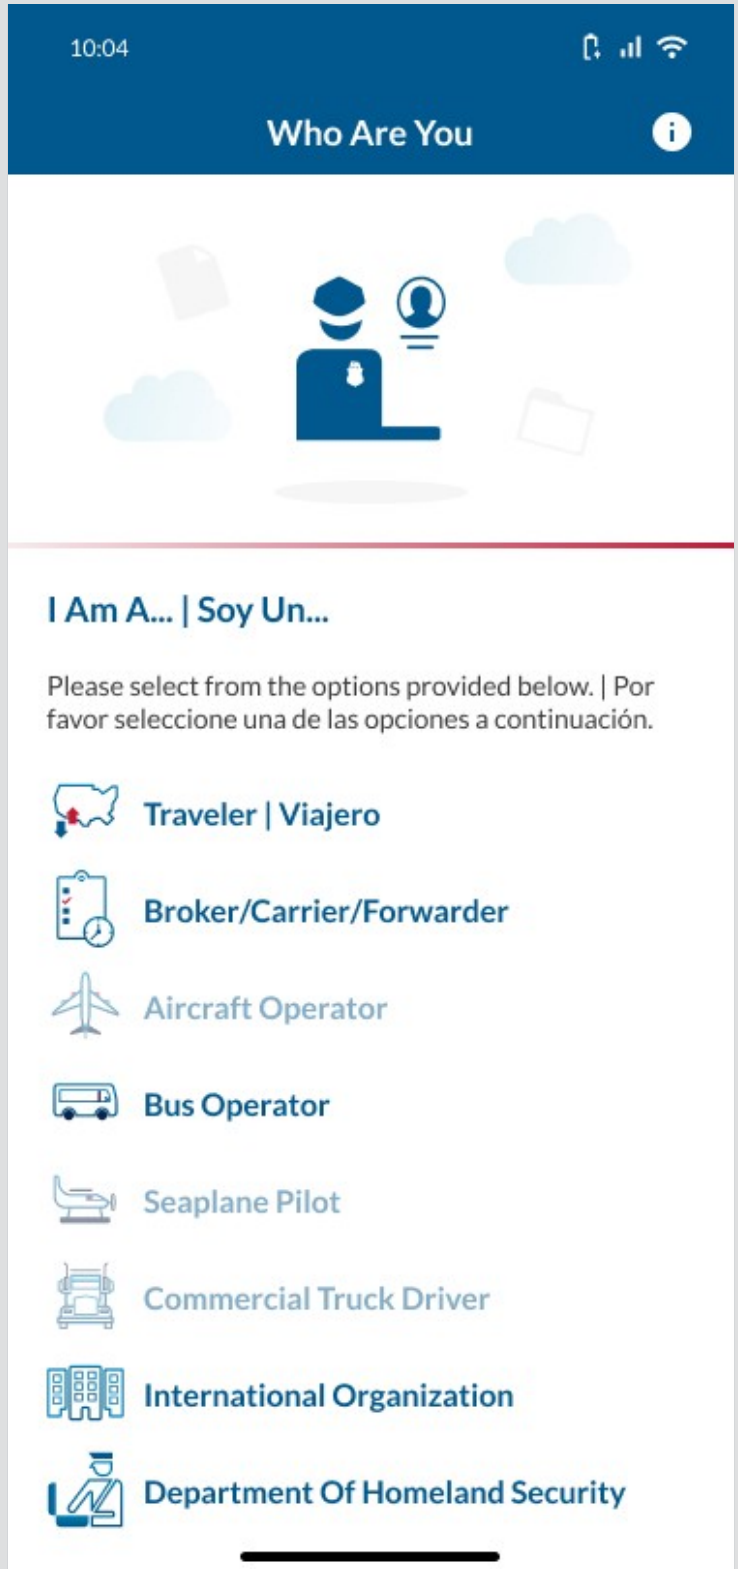 10:04
Who Are You
I Am A... | Soy Un...
Please select from the options provided below. | Por
favor seleccione una de las opciones a continuación.
Traveler | Viajero
Broker/Carrier/Forwarder
Aircraft Operator
Bus Operator
Seaplane Pilot
Commercial Truck Driver
International Organization
Department Of Homeland Security